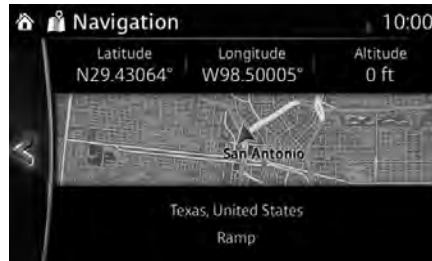 Navigation 10:00
Latitude Longitude Altitude
N29.43064° W98.50005° 0 ft
San Antonio
Texas, United States
Ramp